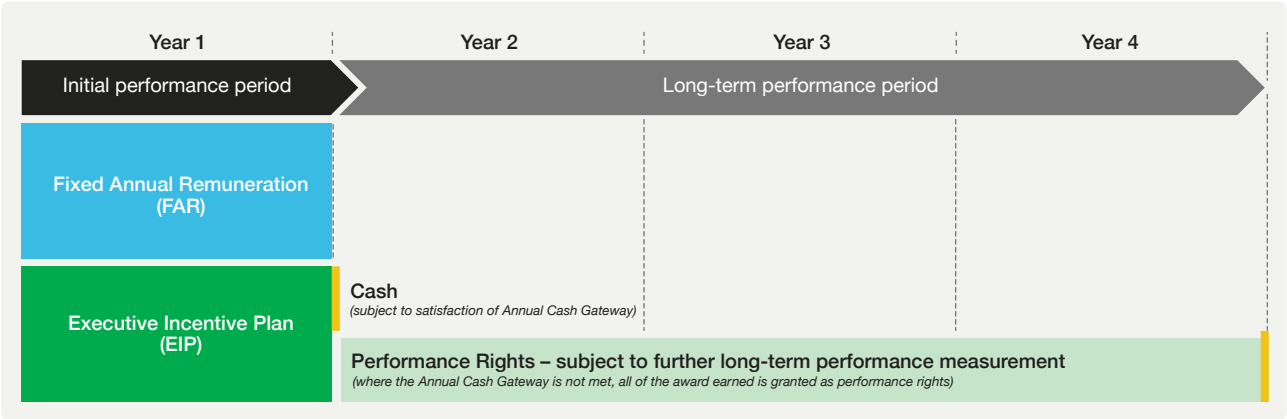 Year 1 Year 2 Year 3 Year 4
Initial performance period Long-term performance period
Fixed Annual Remuneration
(FAR)
Executive Incentive Plan
(EIP)
Cash
(subject to satisfaction of Annual Cash Gateway)
Performance Rights – subject to further long-term performance measurement
(where the Annual Cash Gateway is not met, all of the award earned is granted as performance rights)